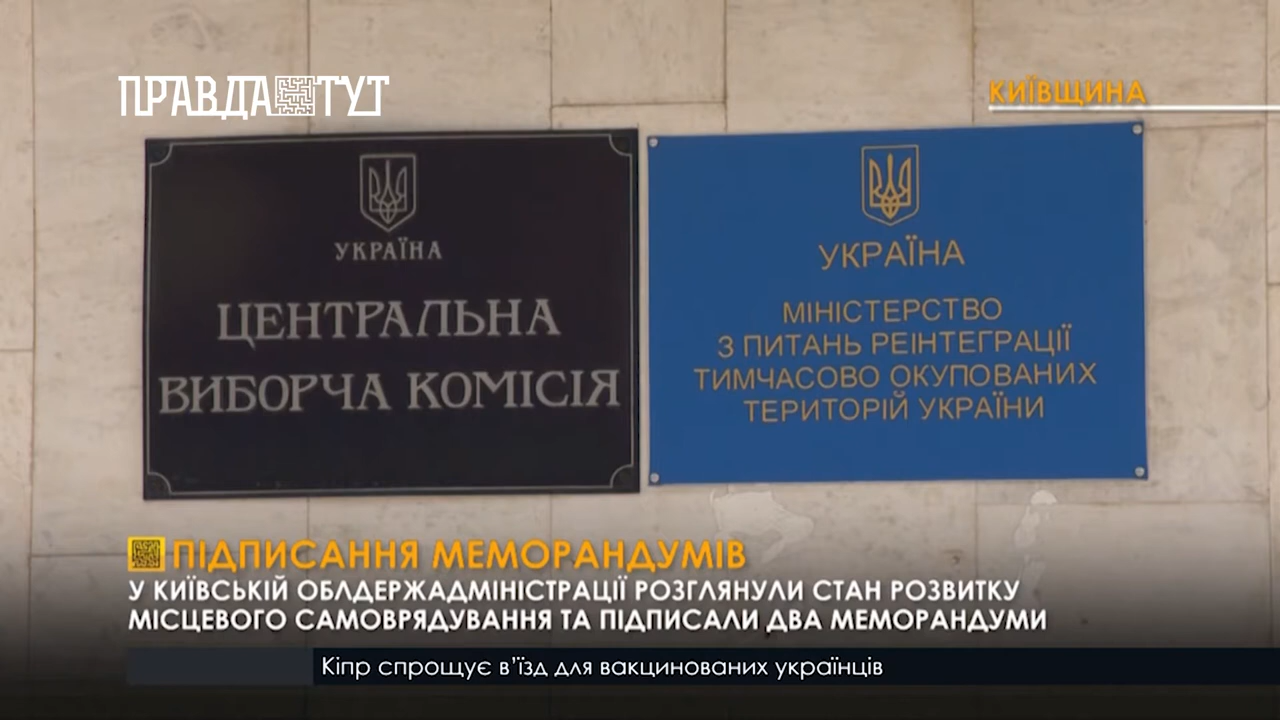 ПРАВДА ТУТ
КИЇВЩИНА
УКРАЇНА
ЦЕНТРАЛЬНА
ВИБОРЧА КОМІСІЯ
УКРАЇНА
МІНІСТЕРСТВО
З ПИТАНЬ РЕІНТЕГРАЦІЇ
ТИМЧАСОВО ОКУПОВАНИХ
ТЕРИТОРІЙ УКРАЇНИ
ПІДПИСАННЯ МЕМОРАНДУМІВ
У КИЇВСЬКІЙ ОБЛДЕРЖАДМІНІСТРАЦІЇ РОЗГЛЯНУЛИ СТАН РОЗВИТКУ
МІСЦЕВОГО САМОВРЯДУВАННЯ ТА ПІДПИСАЛИ ДВА МЕМОРАНДУМИ
Кіпр спрощує в’їзд для вакцинованих українців